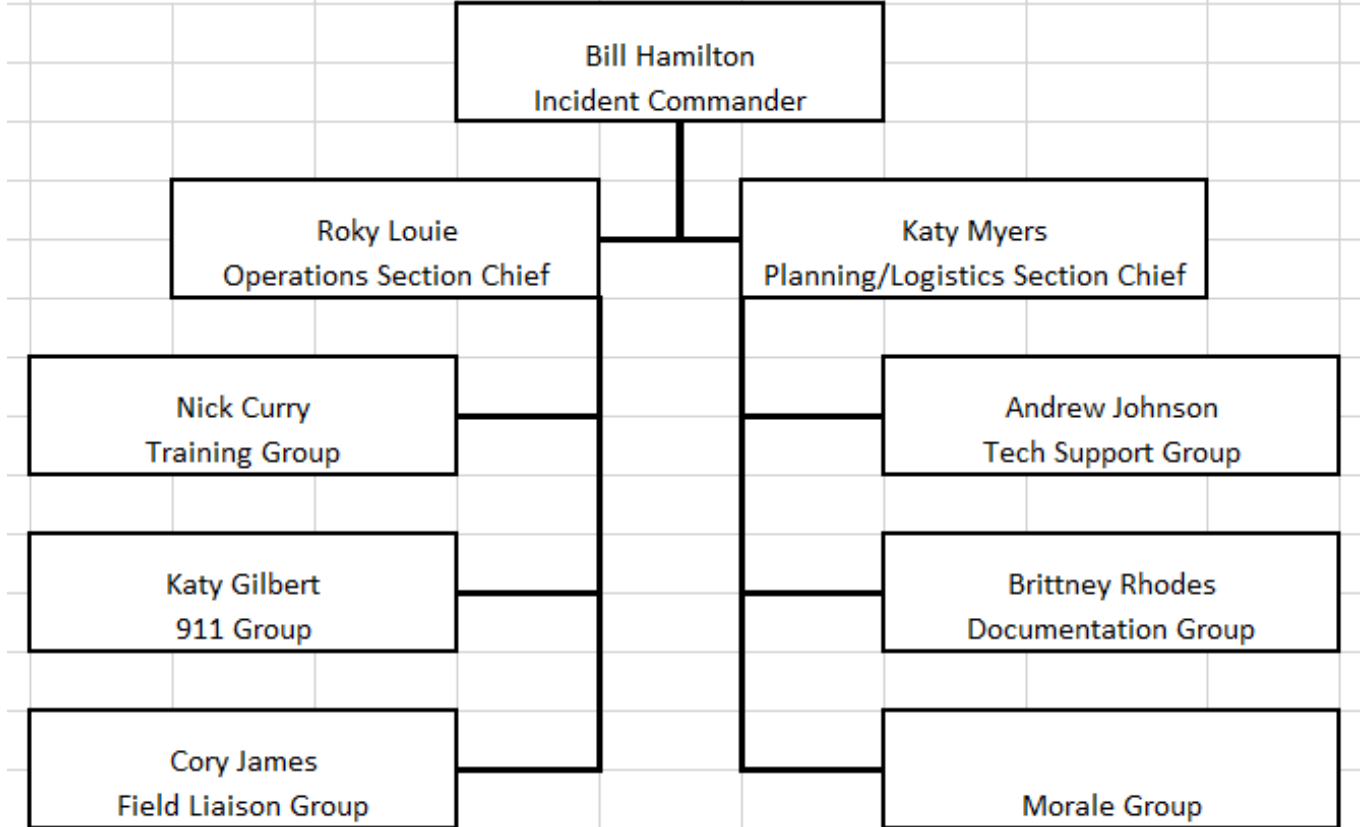 Bill Hamilton
Incident Commander
Roky Louie
Operations Section Chief
Katy Myers
Planning/Logistics Section Chief
Nick Curry
Training Group
Andrew Johnson
Tech Support Group
Katy Gilbert
911 Group
Brittney Rhodes
Documentation Group
Cory James
Field Liaison Group
Morale Group